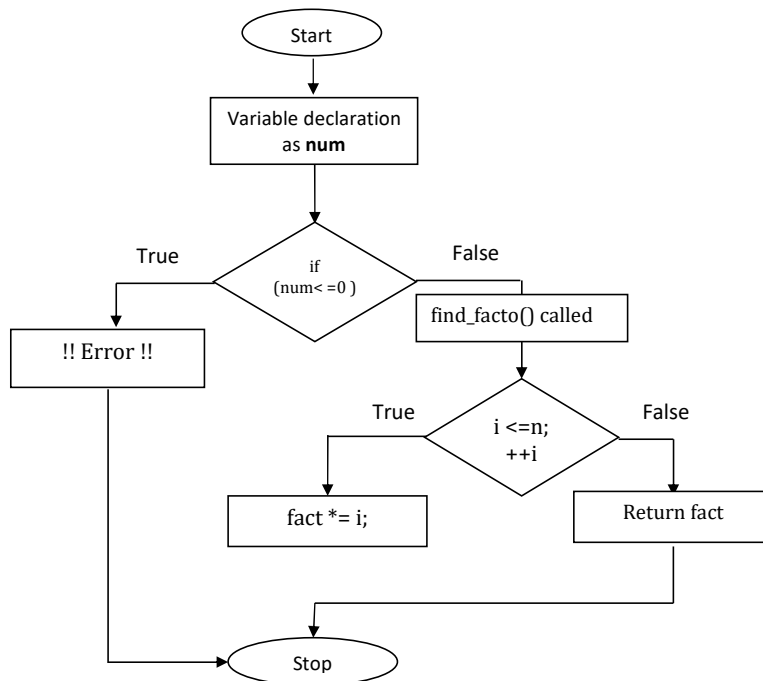 Start
Variable declaration
as num
True
False
if
(num< =0 )
find_facto() called
!! Error !!
True
False
i <=n;
++i
fact *= i;
Return fact
Stop